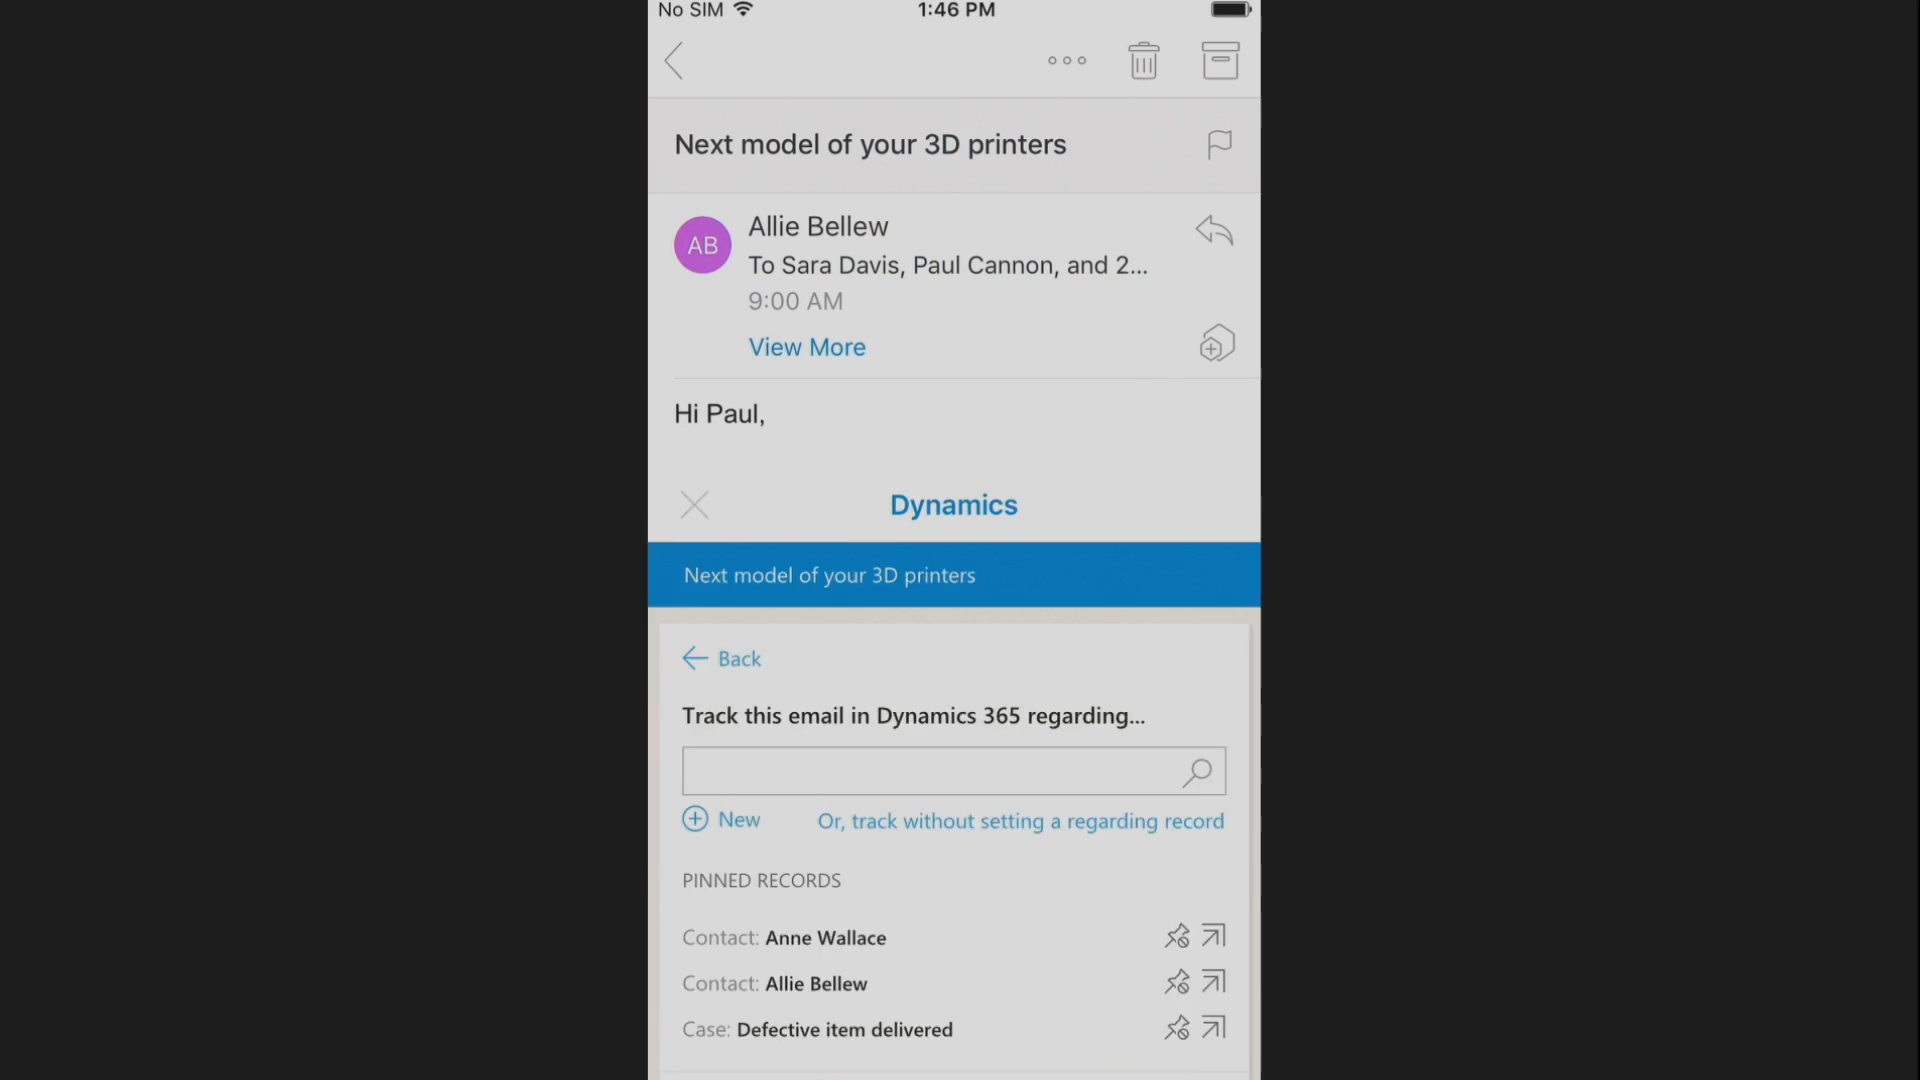 No SIM 1:46 PM
Next model of your 3D printers
AB
Allie Bellew
To Sara Davis, Paul Cannon, and 2...
9:00 AM
View More
Hi Paul,
Dynamics
Next model of your 3D printers
Back
Track this email in Dynamics 365 regarding...
New Or, track without setting a regarding record
PINNED RECORDS
Contact: Anne Wallace
Contact: Allie Bellew
Case: Defective item delivered